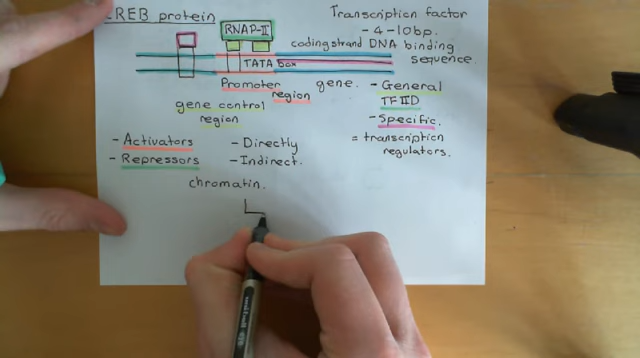 CREB protein
RNAP-II
TATA box
Promoter
region
gene.
gene control
region
coding strand
Transcription factor
- 4-10bp.
DNA binding
sequence.
- General
TFIID
- Specific.
= transcription
regulators.
- Activators
- Repressors
- Directly
- Indirect.
chromatin.